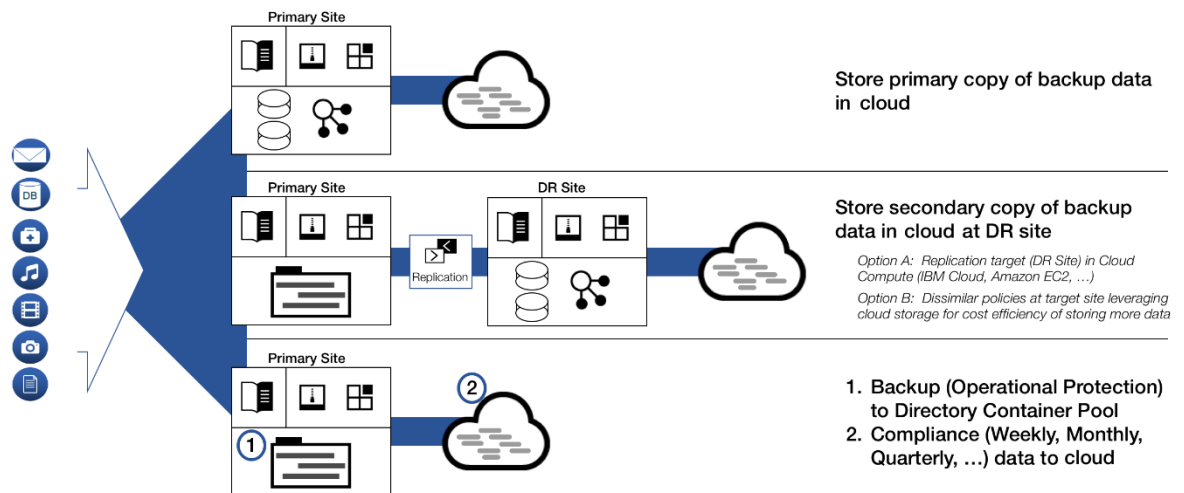 Primary Site
Store primary copy of backup data
in cloud
DB
Primary Site
DR Site
Replication
Store secondary copy of backup
data in cloud at DR site
Option A: Replication target (DR Site) in Cloud
Compute (IBM Cloud, Amazon EC2, …)
Option B: Dissimilar policies at target site leveraging
cloud storage for cost efficiency of storing more data
Primary Site
1
2
1. Backup (Operational Protection)
to Directory Container Pool
2. Compliance (Weekly, Monthly,
Quarterly, …) data to cloud